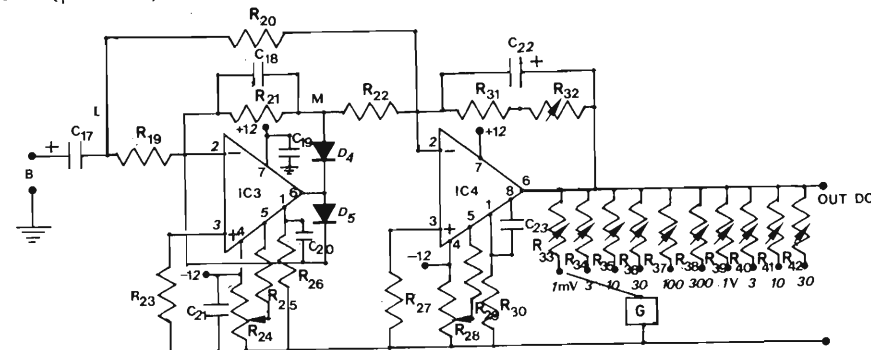 R20
C18
C22
+
R21
M
R22
R31
R32
L
+
C17
R19
+12
C19
D4
+12
B
2
−
7
IC3
6
2
−
7
IC4
6
8
OUT DC
3
+
4
5
1
D5
C20
3
+
4
5
1
C23
−12
R26
−12
R23
C21
R25
R24
R27
R29
R28
R30
R33
R34
R35
R36
R37
R38
R39
R40
R41
R42
1mV
3
10
30
100
300
1V
3
10
30
G